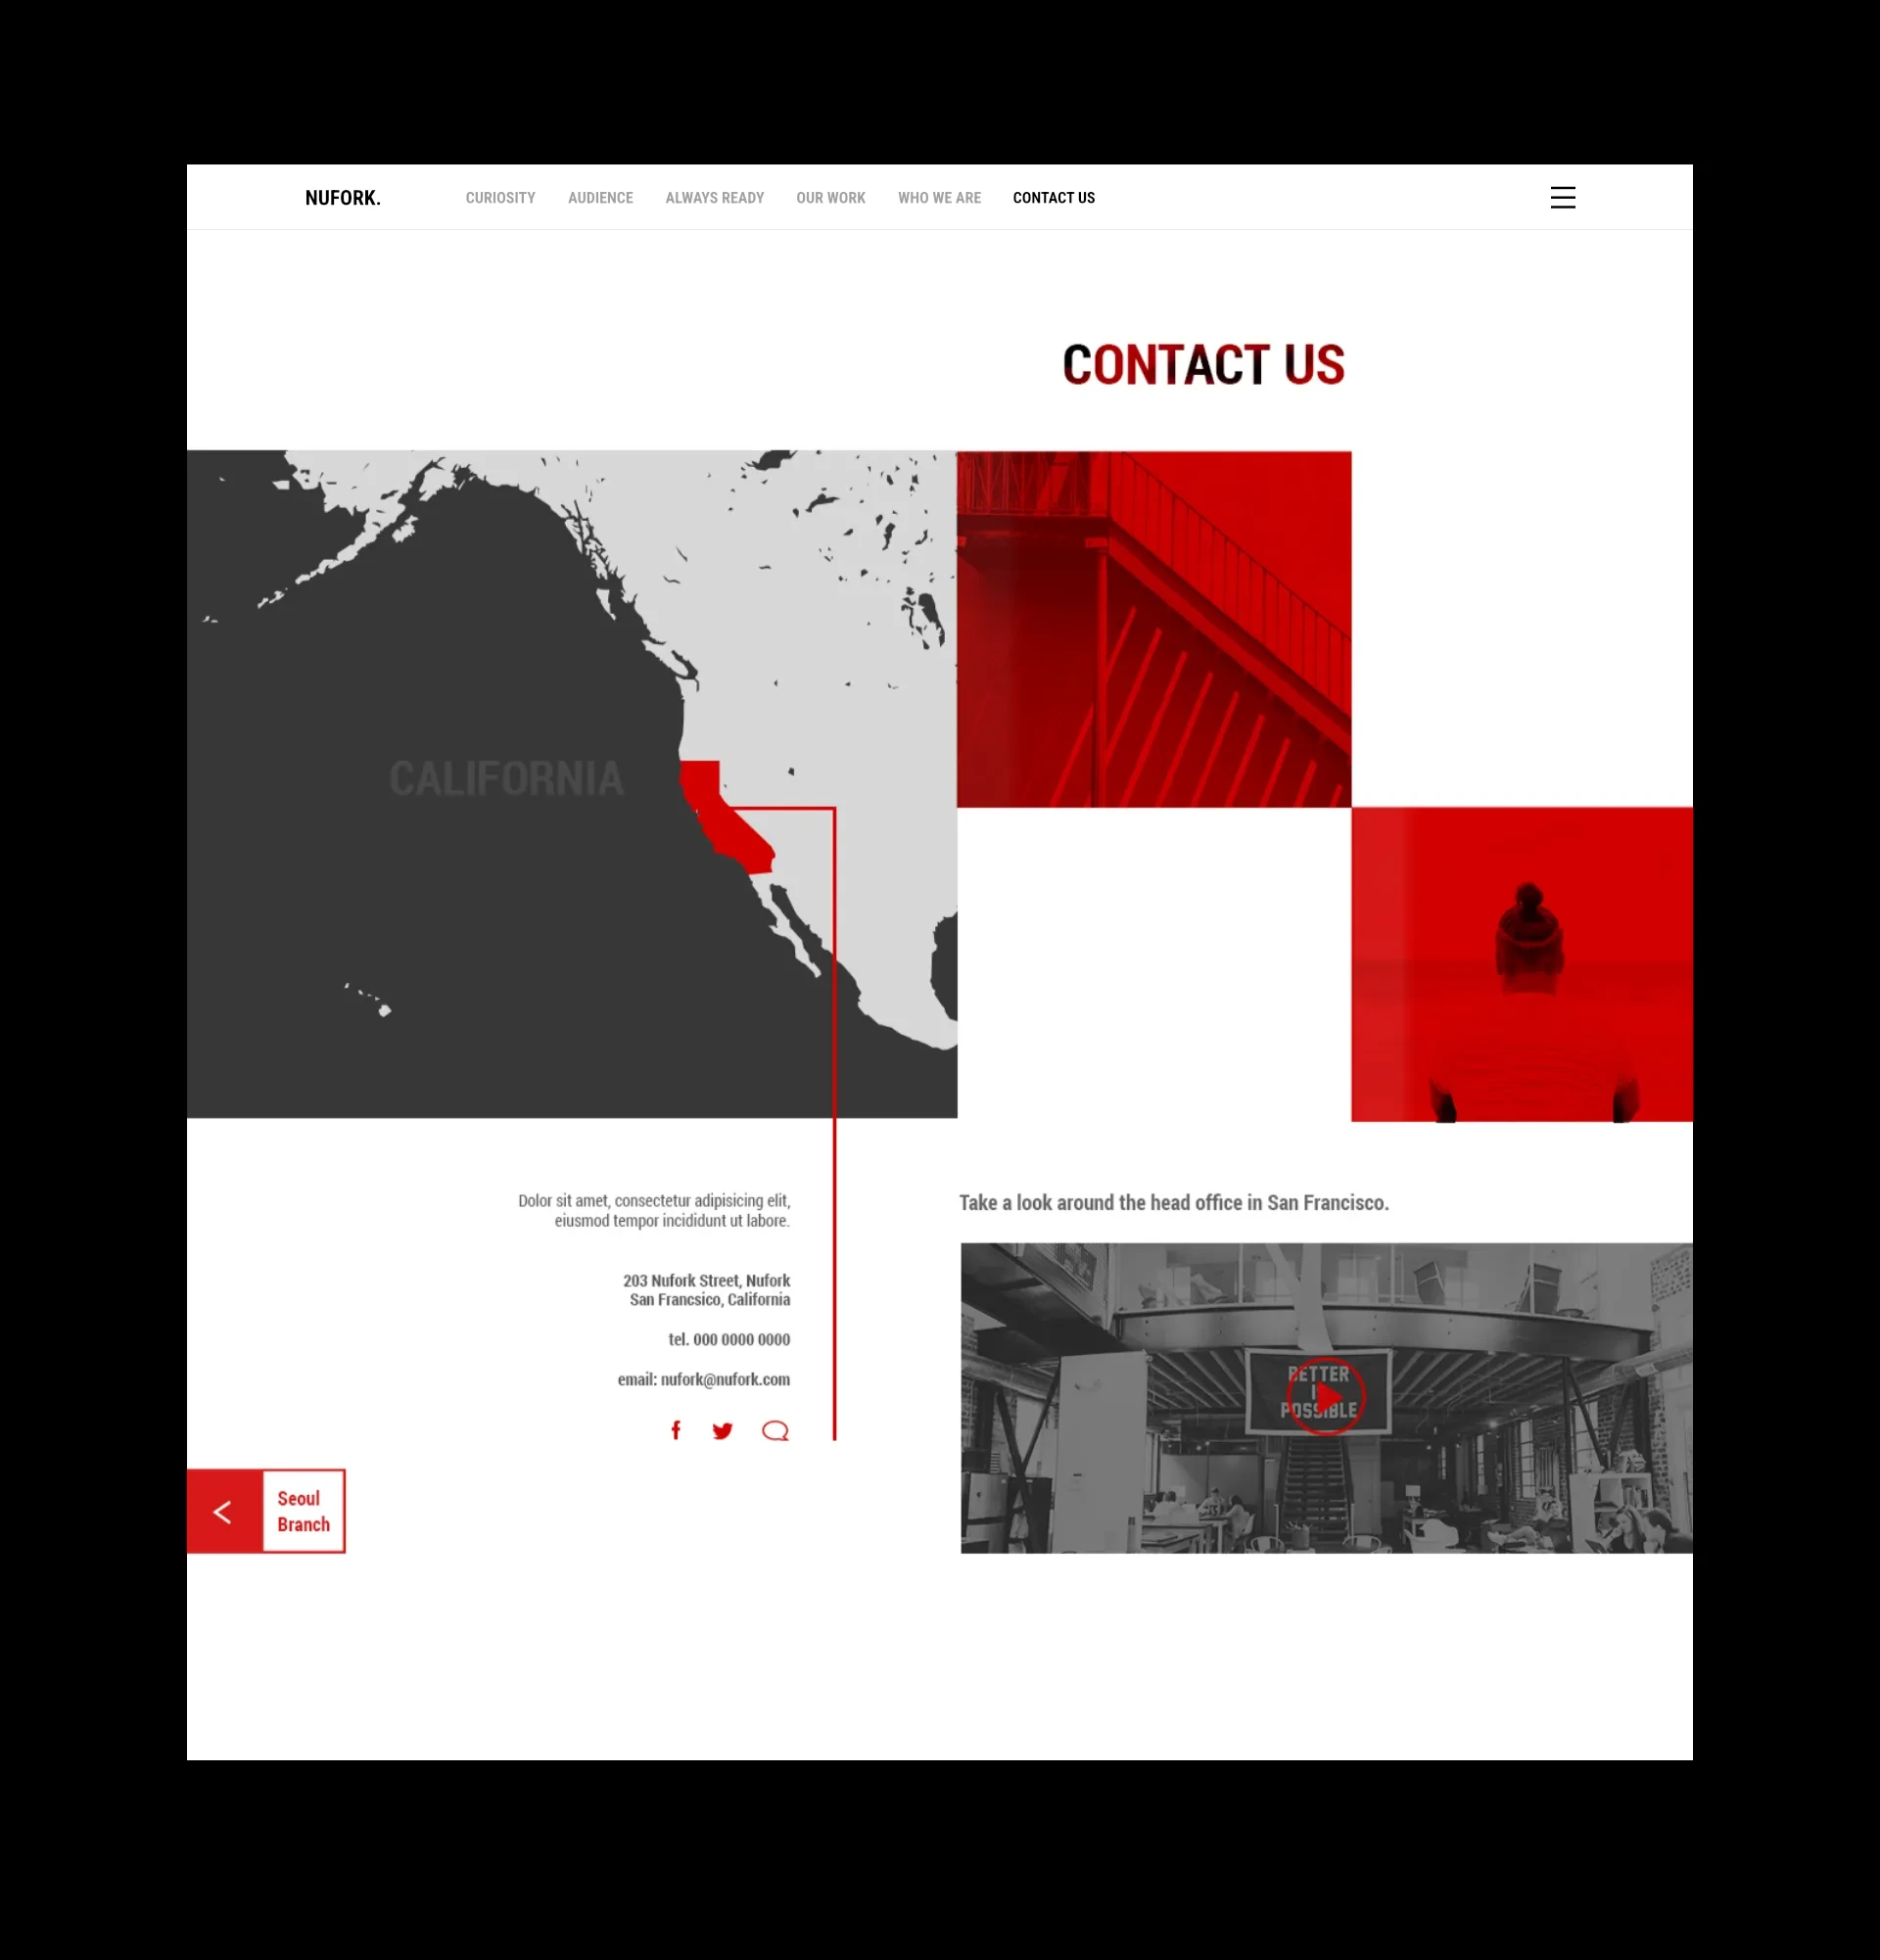 NUFORK.
CURIOSITY
AUDIENCE
ALWAYS READY
OUR WORK
WHO WE ARE
CONTACT US
CONTACT US
CALIFORNIA
Dolor sit amet, consectetur adipisicing elit,
eiusmod tempor incididunt ut labore.
203 Nufork Street, Nufork
San Francsico, California
tel. 000 0000 0000
email: nufork@nufork.com
Seoul
Branch
Take a look around the head office in San Francisco.
BETTER
IS
POSSIBLE